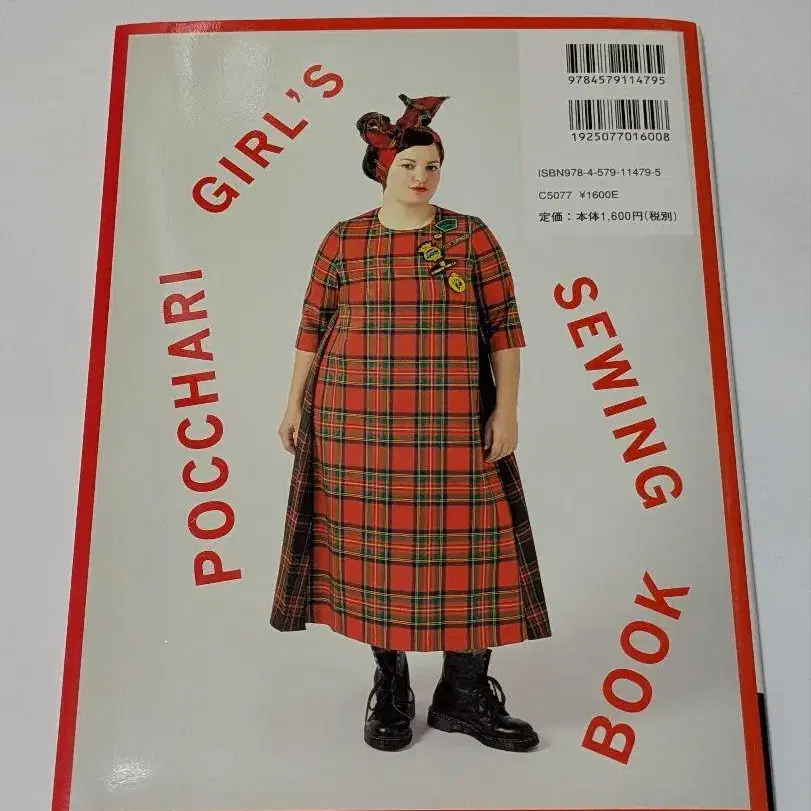 POCCHARI GIRL'S
SEWING BOOK
9784579114795
1925077016008
ISBN978-4-579-11479-5
C5077 ¥1600E
定価：本体1,600円(税別)